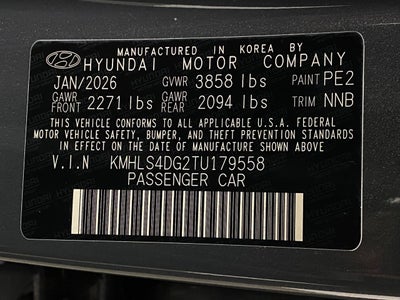 MANUFACTURED IN KOREA BY
HYUNDAI MOTOR COMPANY
JAN/2026 GVWR 3858 lbs PAINT PE2
GAWR FRONT 2271 lbs GAWR REAR 2094 lbs TRIM NNB
THIS VEHICLE CONFORMS TO ALL APPLICABLE U.S.A. FEDERAL
MOTOR VEHICLE SAFETY, BUMPER, AND THEFT PREVENTION
STANDARDS IN EFFECT ON THE DATE OF MANUFACTURE SHOWN ABOVE
V.I.N KMHLS4DG2TU179558
PASSENGER CAR